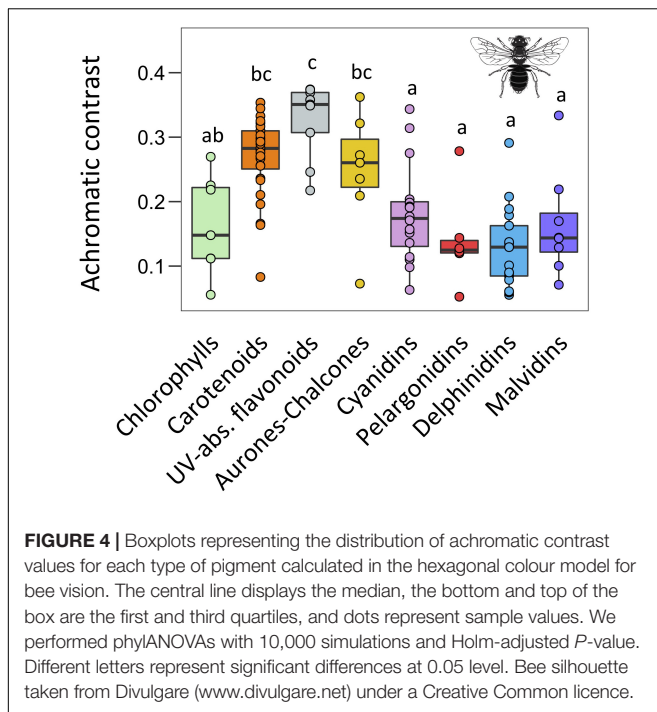 ab
bc
c
bc
a
a
a
a
Achromatic contrast
0.4
0.3
0.2
0.1
Chlorophylls
Carotenoids
UV-abs. flavonoids
Aurones-Chalcones
Cyanidins
Pelargonidins
Delphinidins
Malvidins
FIGURE 4 | Boxplots representing the distribution of achromatic contrast
values for each type of pigment calculated in the hexagonal colour model for
bee vision. The central line displays the median, the bottom and top of the
box are the first and third quartiles, and dots represent sample values. We
performed phylANOVAs with 10,000 simulations and Holm-adjusted P-value.
Different letters represent significant differences at 0.05 level. Bee silhouette
taken from Divulgare (www.divulgare.net) under a Creative Common licence.